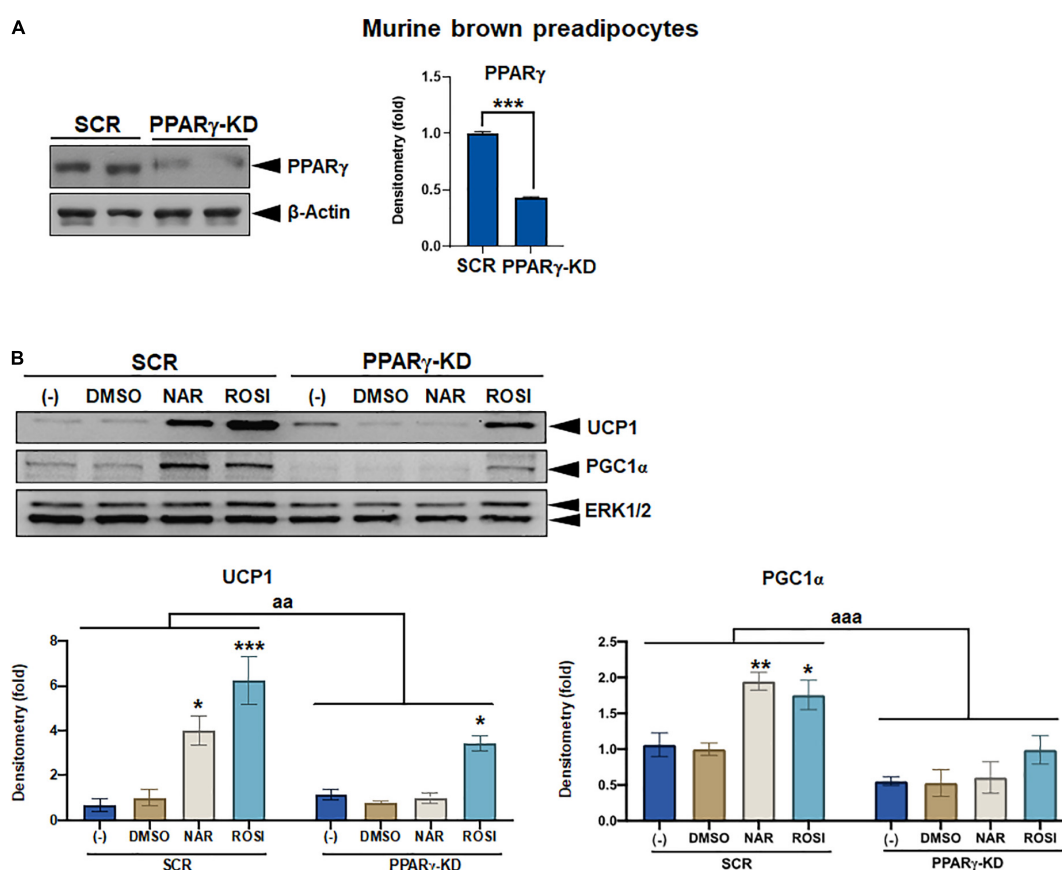 A
Murine brown preadipocytes
SCR PPARγ-KD
PPARγ
β-Actin
PPARγ
***
Densitometry (fold)
1.5
1.0
0.5
0.0
SCR PPARγ-KD
B
SCR PPARγ-KD
(-) DMSO NAR ROSI (-) DMSO NAR ROSI
UCP1
PGC1α
ERK1/2
UCP1
aa
Densitometry (fold)
8
6
4
2
0
* *** *
(-) DMSO NAR ROSI (-) DMSO NAR ROSI
SCR PPARγ-KD
PGC1α
aaa
Densitometry (fold)
2.5
2.0
1.5
1.0
0.5
0.0
** *
(-) DMSO NAR ROSI (-) DMSO NAR ROSI
SCR PPARγ-KD